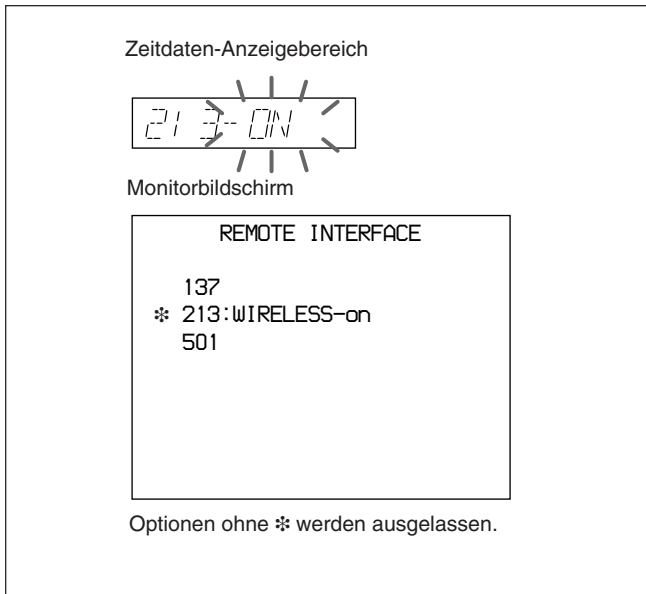 Zeitdaten-Anzeigebereich
213-ON
Monitorbildschirm
REMOTE INTERFACE
137
✽ 213:WIRELESS-on
501
Optionen ohne ✽ werden ausgelassen.